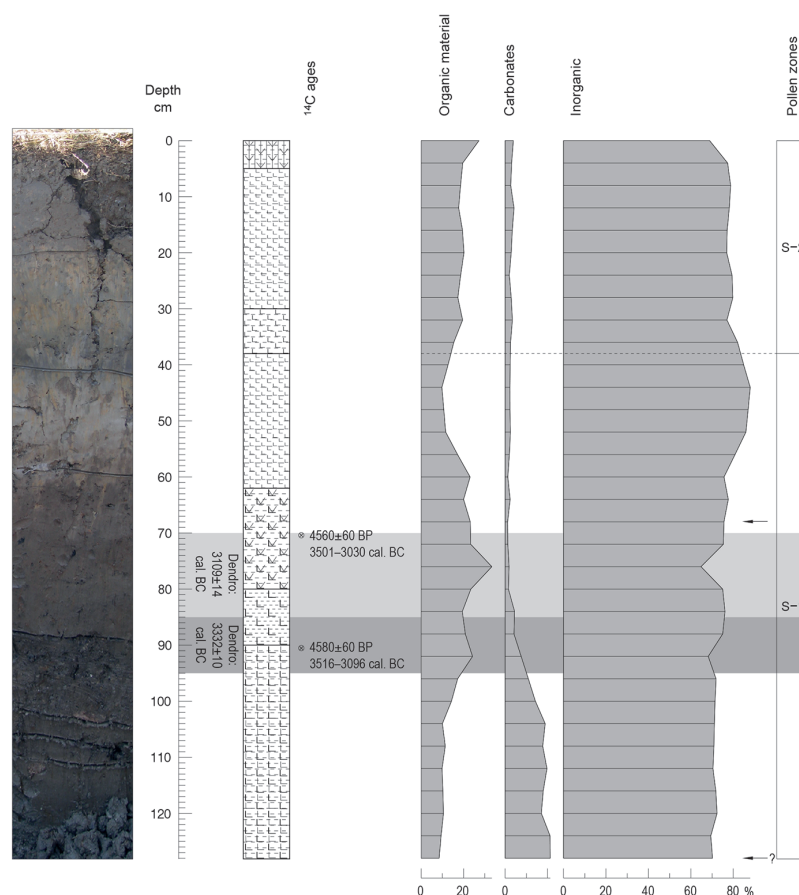 Depth
cm
¹⁴C ages
Organic material
Carbonates
Inorganic
Pollen zones
0
10
20
30
40
50
60
70
80
90
100
110
120
S–
4560±60 BP
3501–3030 cal. BC
Dendro:
3109±14
cal. BC
S–
Dendro:
3332±10
cal. BC
4580±60 BP
3516–3096 cal. BC
?
0 20 0 0 20 40 60 80 %